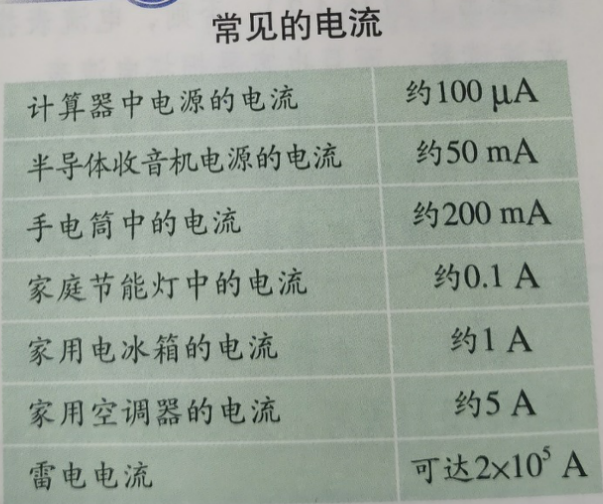 常见的电流
计算器中电源的电流 约100 μA
半导体收音机电源的电流 约50 mA
手电筒中的电流 约200 mA
家庭节能灯中的电流 约0.1 A
家用电冰箱的电流 约1 A
家用空调器的电流 约5 A
雷电电流 可达2×10⁵ A